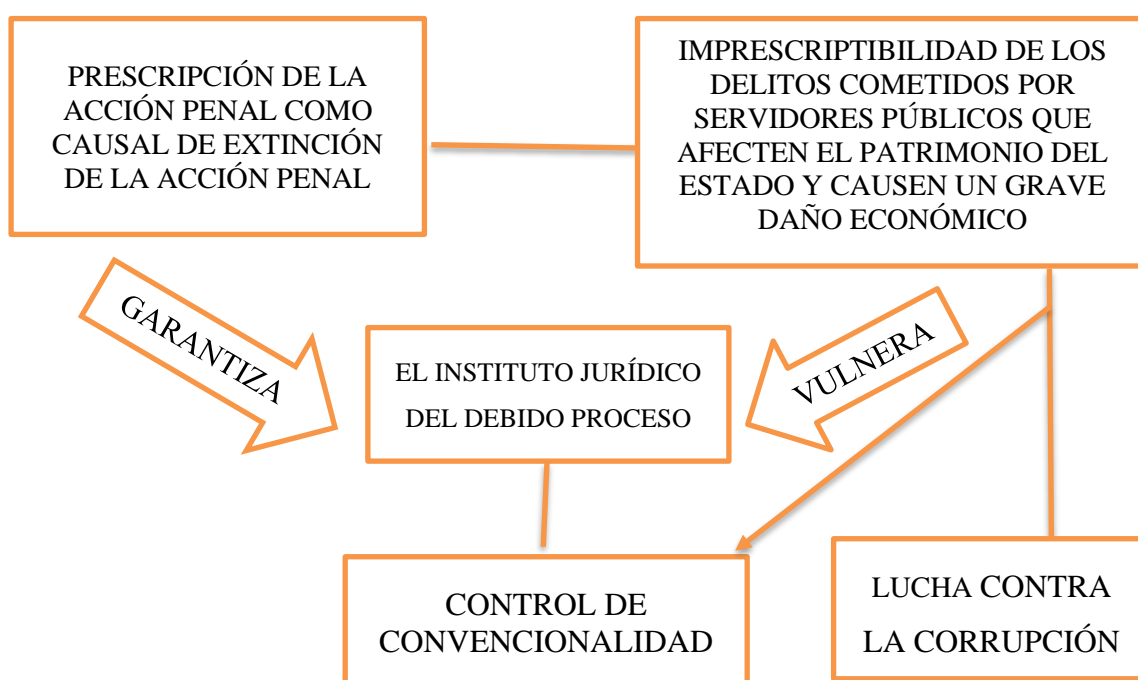 PRESCRIPCIÓN DE LA
ACCIÓN PENAL COMO
CAUSAL DE EXTINCIÓN
DE LA ACCIÓN PENAL
IMPRESCRIPTIBILIDAD DE LOS
DELITOS COMETIDOS POR
SERVIDORES PÚBLICOS QUE
AFECTEN EL PATRIMONIO DEL
ESTADO Y CAUSEN UN GRAVE
DAÑO ECONÓMICO
GARANTIZA
EL INSTITUTO JURÍDICO
DEL DEBIDO PROCESO
VULNERA
CONTROL DE
CONVENCIONALIDAD
LUCHA CONTRA
LA CORRUPCIÓN